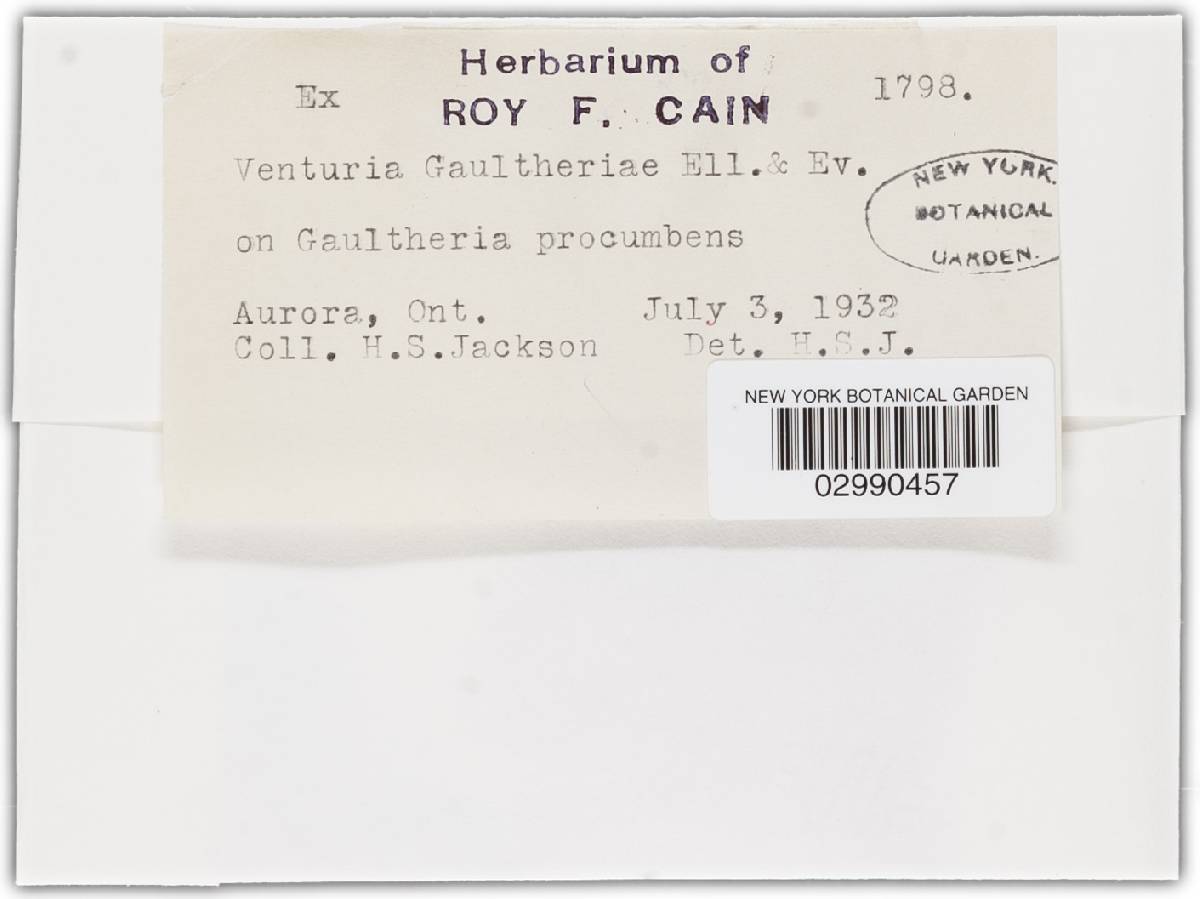 Herbarium of
Ex
ROY F. CAIN
1798.
Venturia Gaultheriae Ell.& Ev.
NEW YORK
BOTANICAL
GARDEN.
on Gaultheria procumbens
Aurora, Ont. July 3, 1932
Coll. H.S.Jackson Det. H.S.J.
NEW YORK BOTANICAL GARDEN
02990457